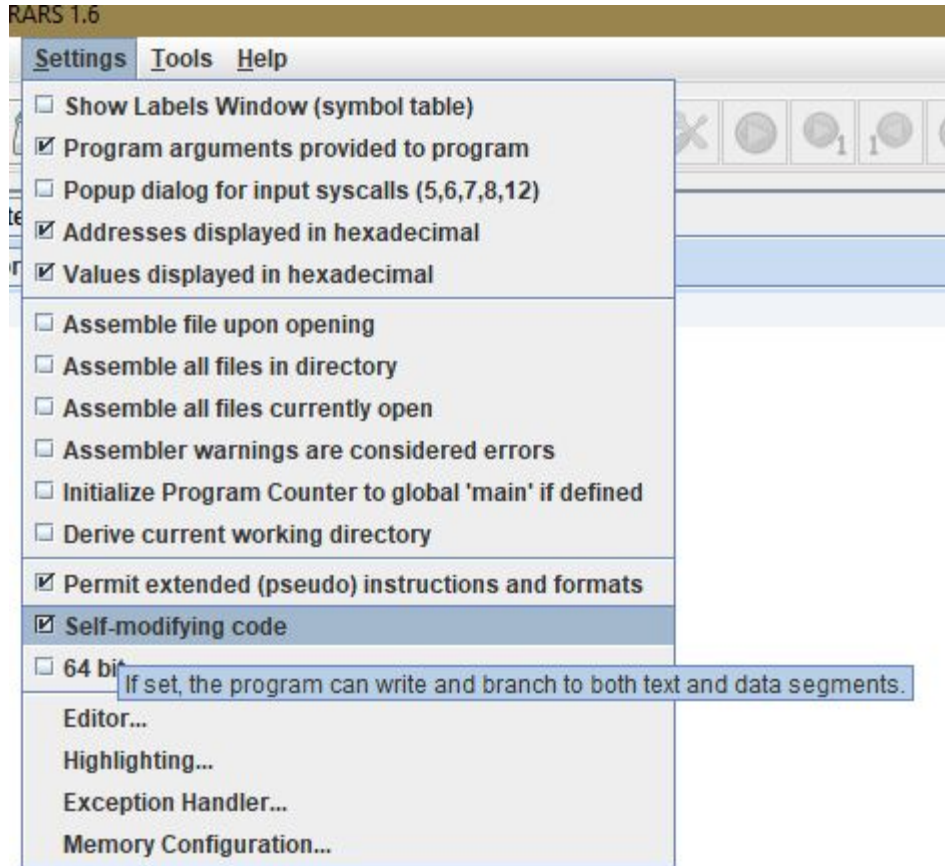 RARS 1.6
Settings Tools Help
Show Labels Window (symbol table)
Program arguments provided to program
1 1
Popup dialog for input syscalls (5,6,7,8,12)
Addresses displayed in hexadecimal
Values displayed in hexadecimal
Assemble file upon opening
Assemble all files in directory
Assemble all files currently open
Assembler warnings are considered errors
Initialize Program Counter to global 'main' if defined
Derive current working directory
Permit extended (pseudo) instructions and formats
Self-modifying code
64 bit
If set, the program can write and branch to both text and data segments.
Editor...
Highlighting...
Exception Handler...
Memory Configuration...